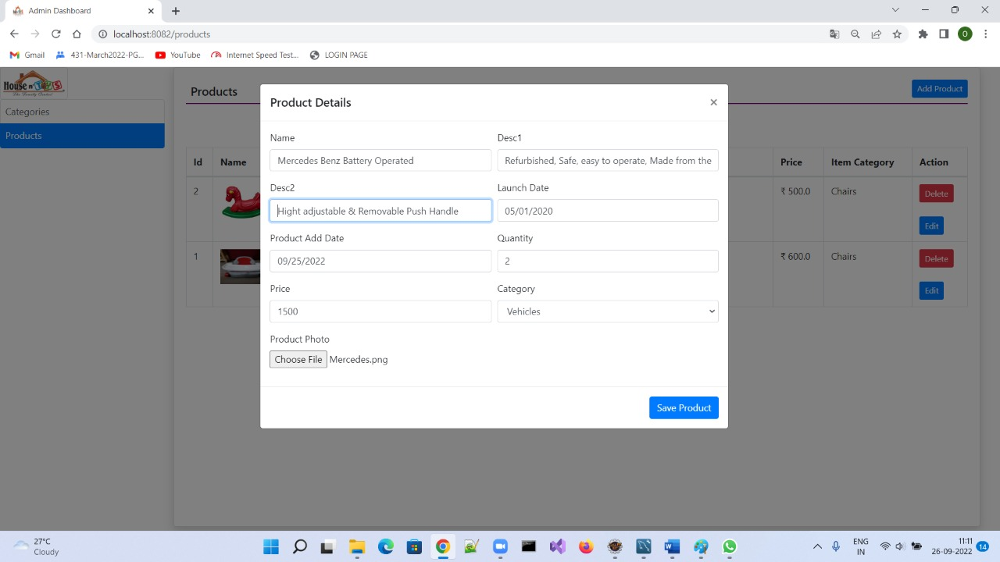 Admin Dashboard
localhost:8082/products
Gmail
431-March2022-PG...
YouTube
Internet Speed Test...
LOGIN PAGE
O
House n' TOYS
Categories
Products
Products
Add Product
Id
Name
Price
Item Category
Action
2
₹ 500.0
Chairs
Delete
Edit
1
₹ 600.0
Chairs
Delete
Edit
Product Details
×
Name
Desc1
Mercedes Benz Battery Operated
Refurbished, Safe, easy to operate, Made from the
Desc2
Launch Date
Hight adjustable & Removable Push Handle
05/01/2020
Product Add Date
Quantity
09/25/2022
2
Price
Category
1500
Vehicles
Product Photo
Choose File Mercedes.png
Save Product
27°C
Cloudy
ENG
IN
11:11
26-09-2022
14